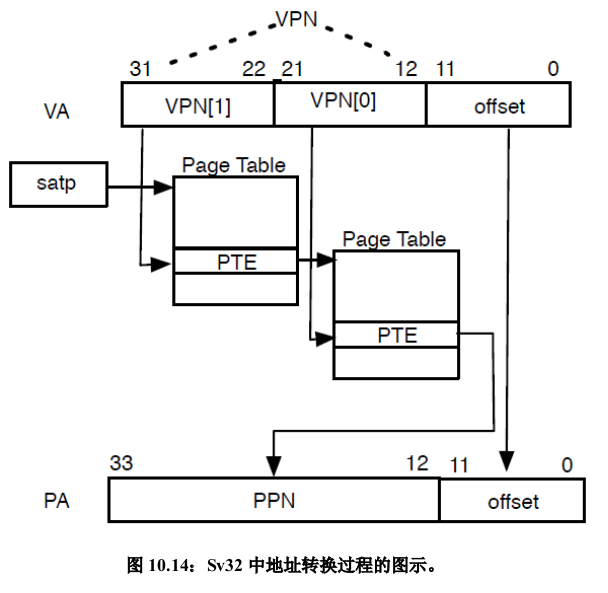 VPN
31 22 21 12 11 0
VA VPN[1] VPN[0] offset
satp
Page Table
PTE
Page Table
PTE
33 12 11 0
PA PPN offset
图 10.14：Sv32 中地址转换过程的图示。